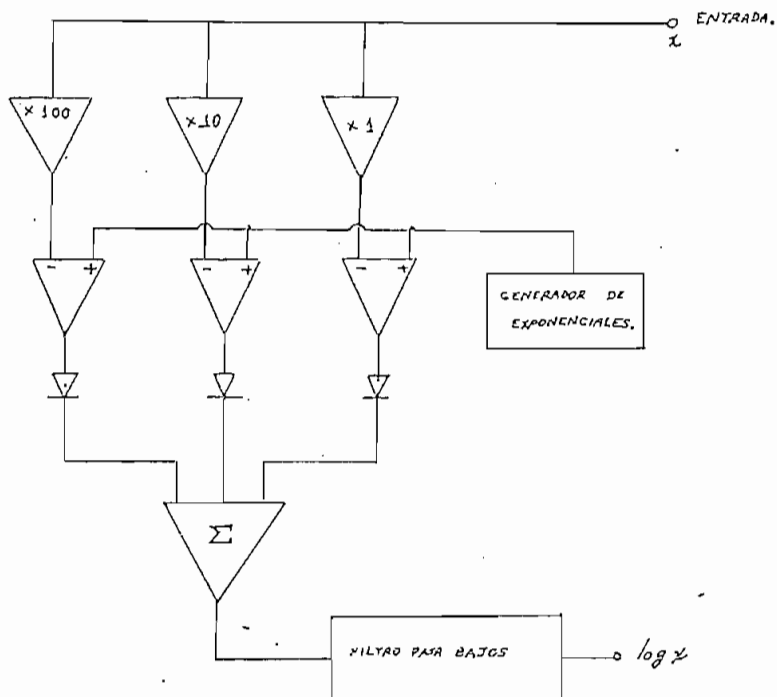 ENTRADA.
x
× 100
× 10
× 1
- +
- +
- +
GENERADOR DE
EXPONENCIALES.
Σ
FILTRO PASA BAJOS
log x